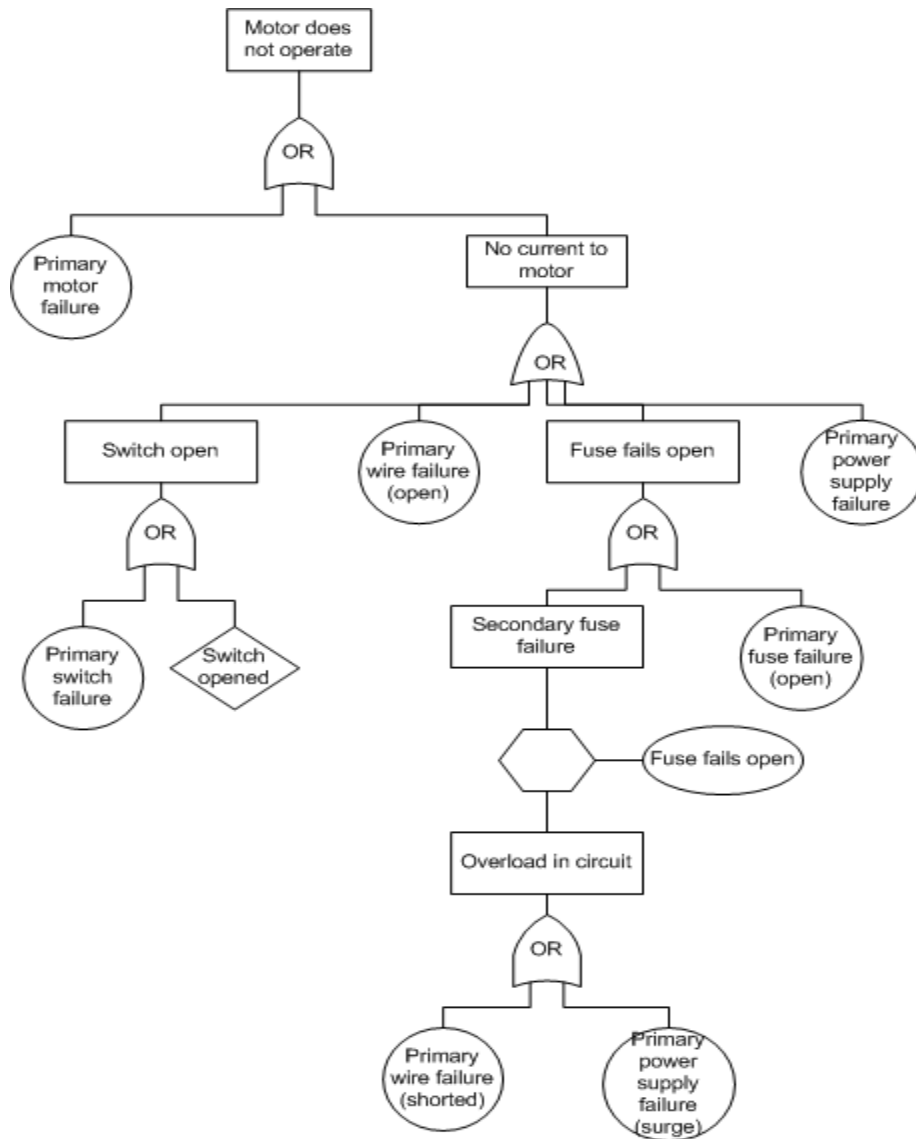 Motor does
not operate
OR
Primary
motor
failure
No current to
motor
OR
Switch open
Primary
wire failure
(open)
Fuse fails open
Primary
power
supply
failure
OR
OR
Primary
switch
failure
Switch
opened
Secondary fuse
failure
Primary
fuse failure
(open)
Fuse fails open
Overload in circuit
OR
Primary
wire failure
(shorted)
Primary
power
supply
failure
(surge)